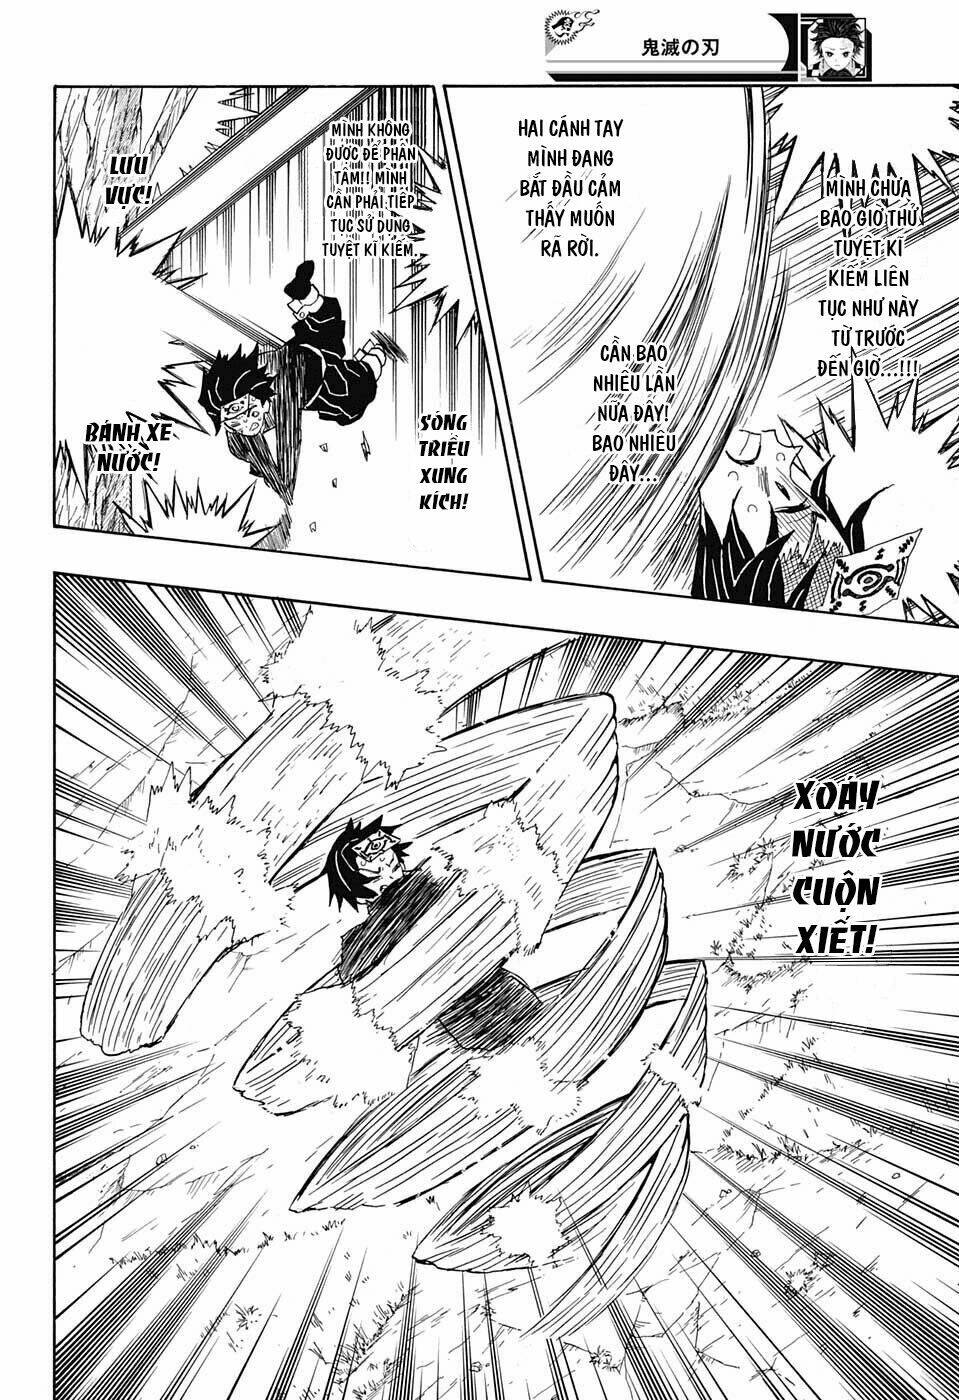 鬼滅の刃
MÌNH CHƯA
BAO GIỜ THỬ
TUYỆT KĨ
KIẾM LIÊN
TỤC NHƯ NÀY
TỪ TRƯỚC
ĐẾN GIỜ...!!!
HAI CÁNH TAY
MÌNH ĐANG
BẮT ĐẦU CẢM
THẤY MUỐN
RÃ RỜI.
CẦN BAO
NHIÊU LẦN
NỮA ĐÂY!
BAO NHIÊU
ĐÂY...
MÌNH KHÔNG
ĐƯỢC ĐỂ PHÂN
TÂM!! MÌNH
CẦN PHẢI TIẾP
TỤC SỬ DỤNG
TUYỆT KĨ KIẾM.
LƯU
VỰC!
SÓNG
TRIỀU
XUNG
KÍCH!
BÁNH XE
NƯỚC!
XOÁY
NƯỚC
CUỘN
XIẾT!